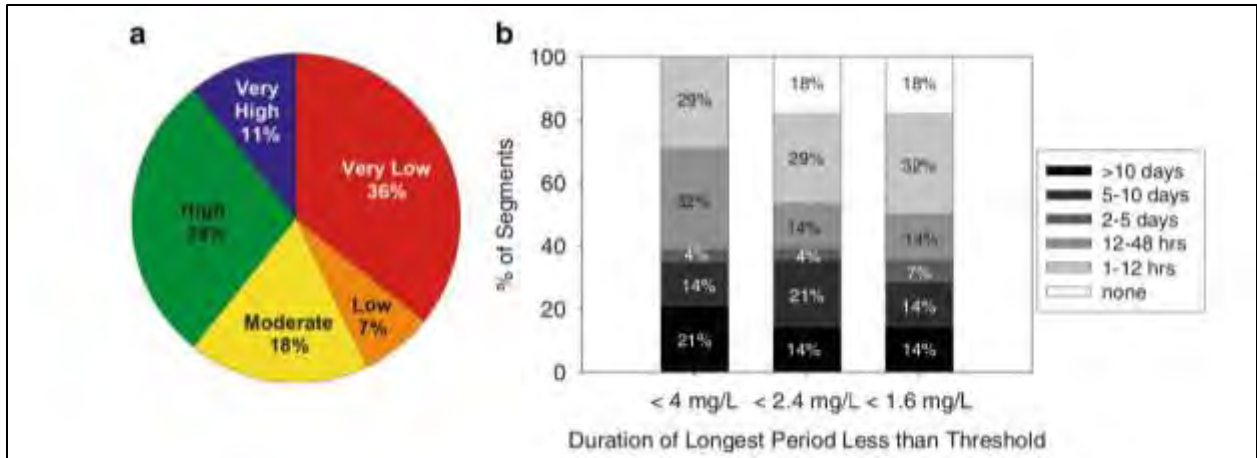 a
Very
High
11%
Very Low
36%
High
28%
Low
7%
Moderate
18%
b
% of Segments
100
80
60
40
20
0
29%
32%
4%
14%
21%
18%
29%
14%
4%
21%
14%
18%
32%
14%
7%
14%
14%
< 4 mg/L < 2.4 mg/L < 1.6 mg/L
Duration of Longest Period Less than Threshold
>10 days
5-10 days
2-5 days
12-48 hrs
1-12 hrs
none